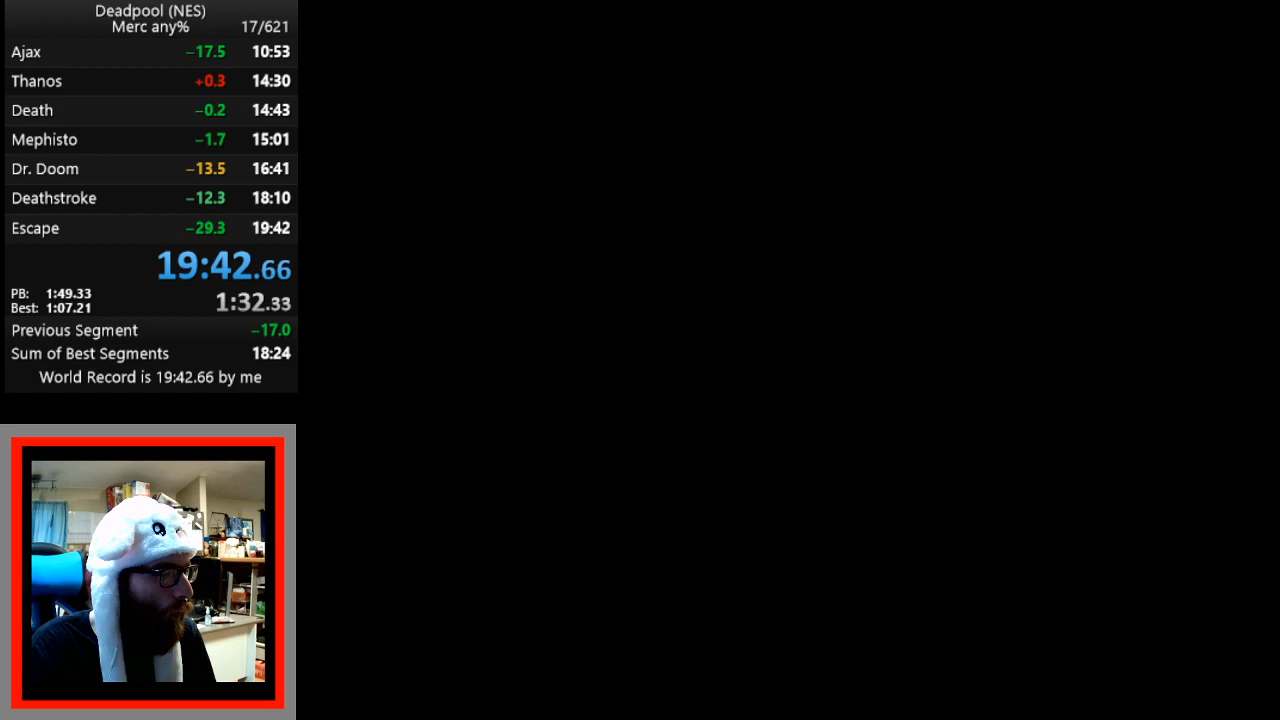 Deadpool (NES)
Merc any% 17/621
Ajax −17.5 10:53
Thanos +0.3 14:30
Death −0.2 14:43
Mephisto −1.7 15:01
Dr. Doom −13.5 16:41
Deathstroke −12.3 18:10
Escape −29.3 19:42
19:42.66
PB: 1:49.33
Best: 1:07.21
1:32.33
Previous Segment −17.0
Sum of Best Segments 18:24
World Record is 19:42.66 by me